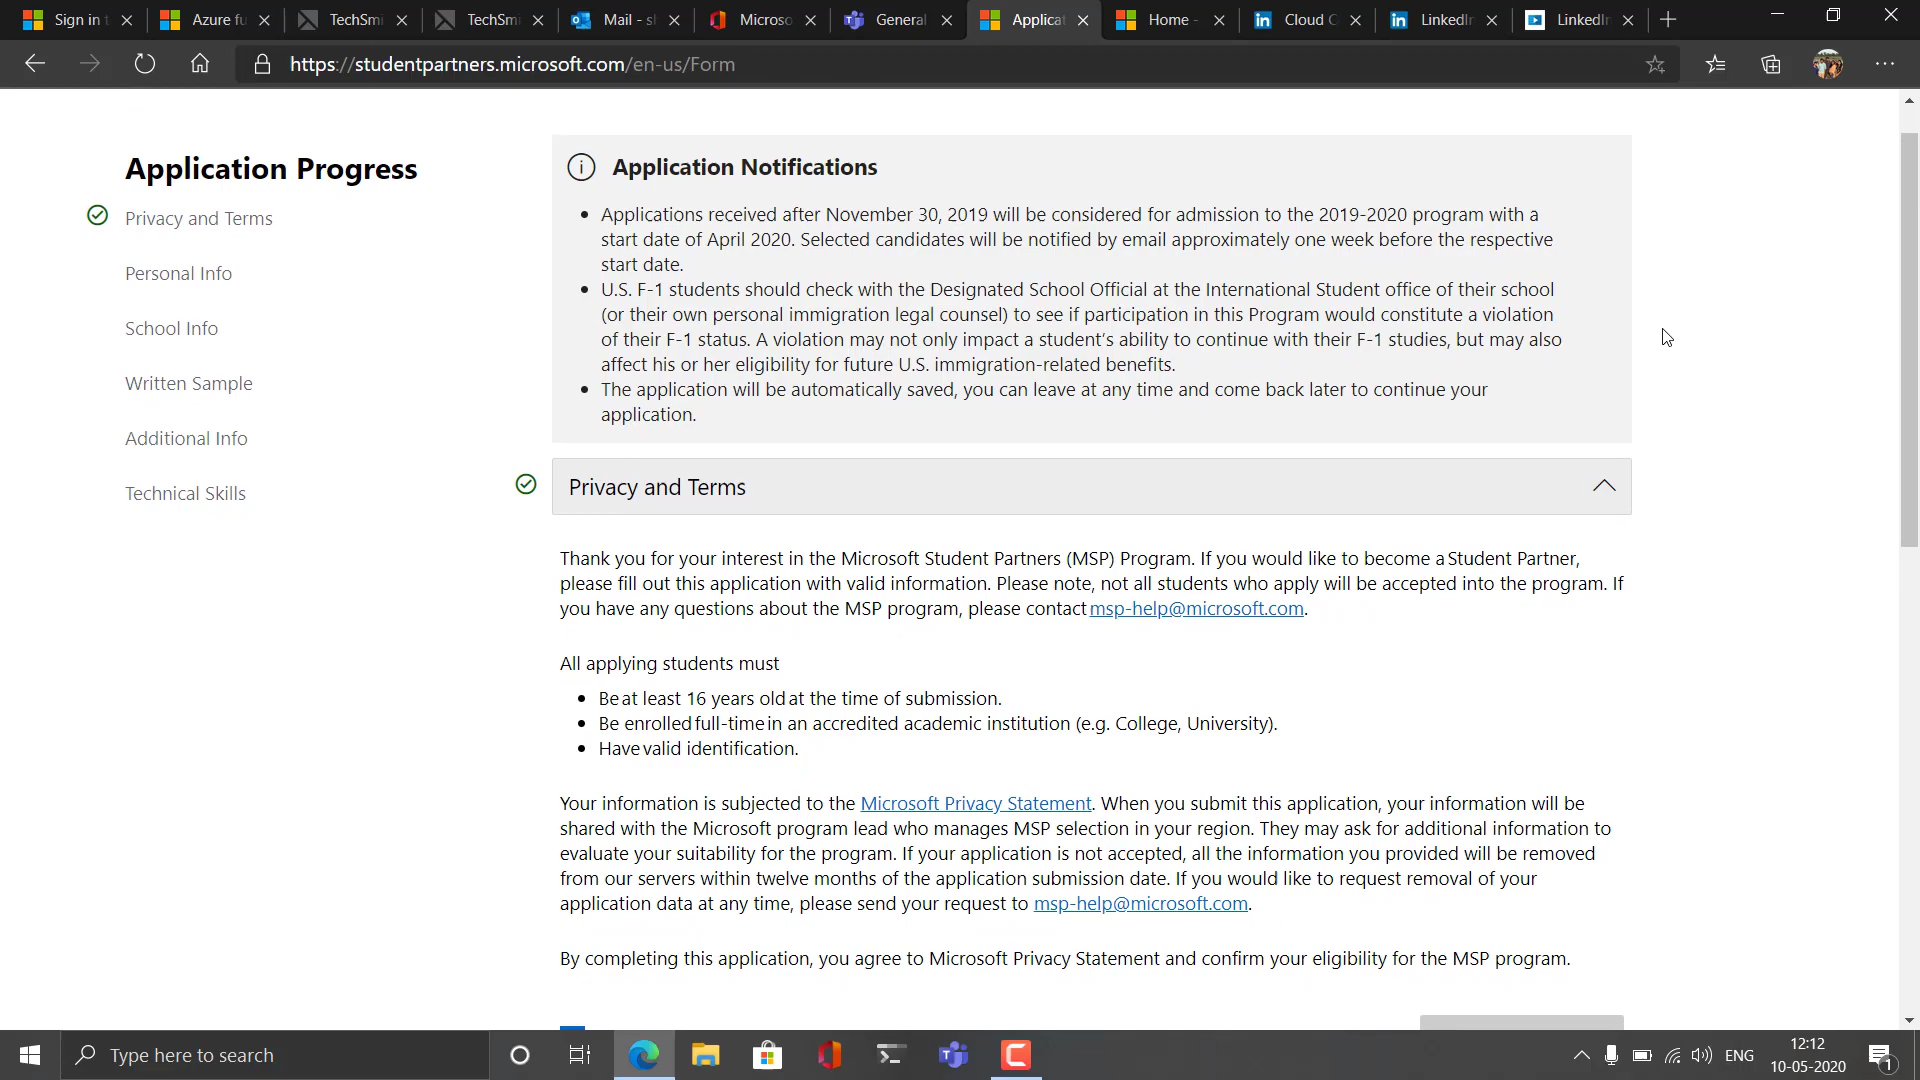 Sign in t
Azure fu
TechSmi
TechSmi
Mail - sl
Microso
General
Applicat
Home -
Cloud C
LinkedIn
LinkedIn
https://studentpartners.microsoft.com/en-us/Form
Application Progress
Privacy and Terms
Personal Info
School Info
Written Sample
Additional Info
Technical Skills
Application Notifications
Applications received after November 30, 2019 will be considered for admission to the 2019-2020 program with a
start date of April 2020. Selected candidates will be notified by email approximately one week before the respective
start date.
U.S. F-1 students should check with the Designated School Official at the International Student office of their school
(or their own personal immigration legal counsel) to see if participation in this Program would constitute a violation
of their F-1 status. A violation may not only impact a student's ability to continue with their F-1 studies, but may also
affect his or her eligibility for future U.S. immigration-related benefits.
The application will be automatically saved, you can leave at any time and come back later to continue your
application.
Privacy and Terms
Thank you for your interest in the Microsoft Student Partners (MSP) Program. If you would like to become a Student Partner,
please fill out this application with valid information. Please note, not all students who apply will be accepted into the program. If
you have any questions about the MSP program, please contact msp-help@microsoft.com.
All applying students must
Be at least 16 years old at the time of submission.
Be enrolled full-time in an accredited academic institution (e.g. College, University).
Have valid identification.
Your information is subjected to the Microsoft Privacy Statement. When you submit this application, your information will be
shared with the Microsoft program lead who manages MSP selection in your region. They may ask for additional information to
evaluate your suitability for the program. If your application is not accepted, all the information you provided will be removed
from our servers within twelve months of the application submission date. If you would like to request removal of your
application data at any time, please send your request to msp-help@microsoft.com.
By completing this application, you agree to Microsoft Privacy Statement and confirm your eligibility for the MSP program.
Type here to search
ENG
12:12
10-05-2020
1